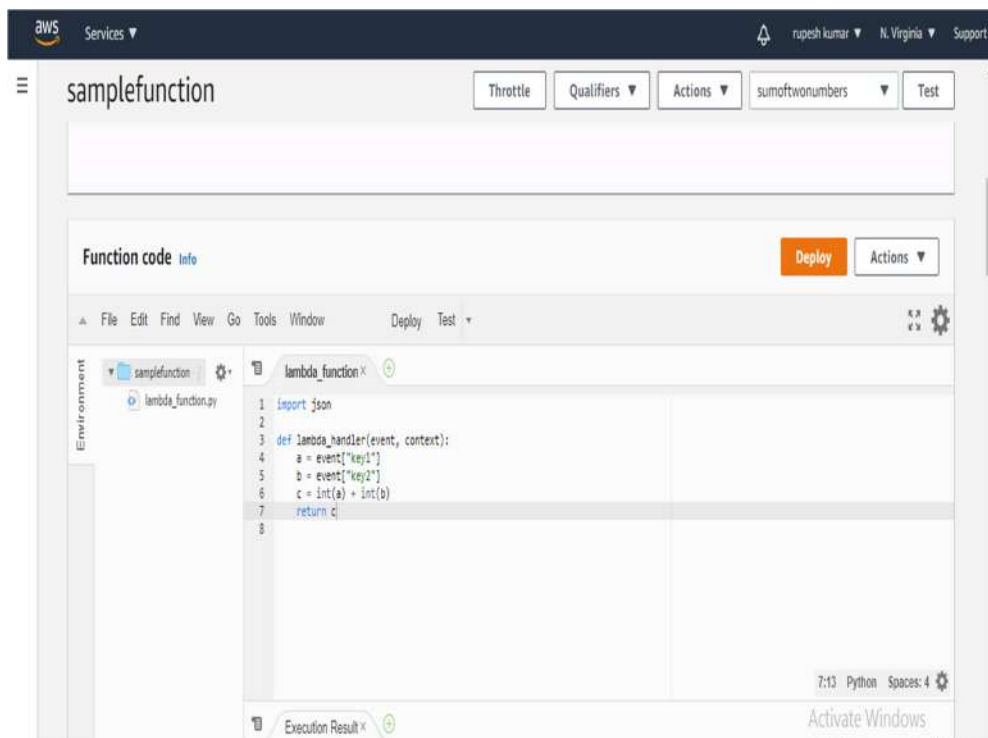 aws Services ▼ rupesh kumar ▼ N. Virginia ▼ Support
samplefunction Throttle Qualifiers ▼ Actions ▼ sumoftwonumbers ▼ Test
Function code Info Deploy Actions ▼
File Edit Find View Go Tools Window Deploy Test
Environment
samplefunction
lambda_function.py
lambda_function ×
1 import json
2
3 def lambda_handler(event, context):
4 a = event["key1"]
5 b = event["key2"]
6 c = int(a) + int(b)
7 return c
8
7:13 Python Spaces: 4
Activate Windows
Execution Result ×